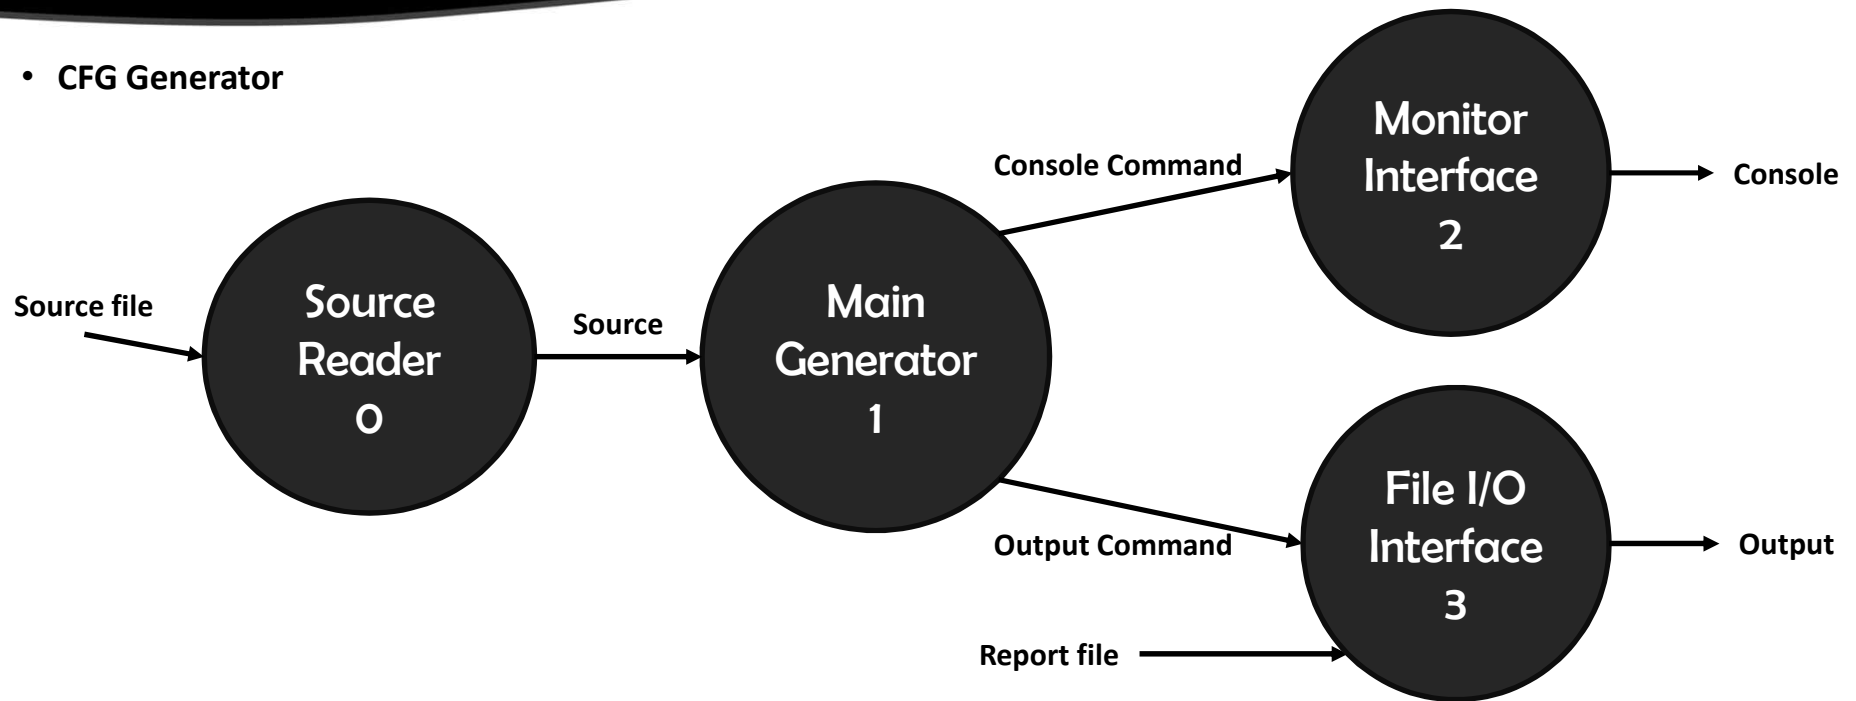 • CFG Generator
Source file
Source
Reader
0
Source
Main
Generator
1
Console Command
Monitor
Interface
2
Console
Output Command
Report file
File I/O
Interface
3
Output